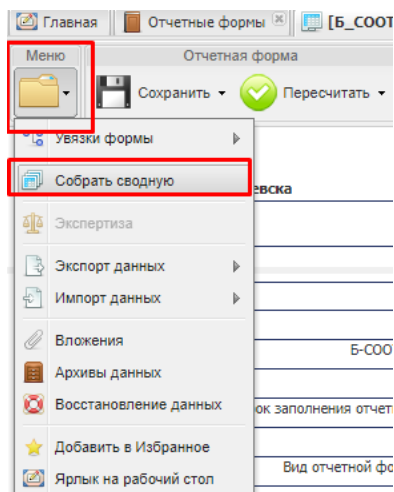 Главная Отчетные формы [Б_СООТ
Меню Отчетная форма
Сохранить Пересчитать
Увязки формы
Собрать сводную
евска
Экспертиза
Экспорт данных
Импорт данных
Вложения
Б-СООТ
Архивы данных
Восстановление данных
ок заполнения отчет
Добавить в Избранное
Вид отчетной фо
Ярлык на рабочий стол